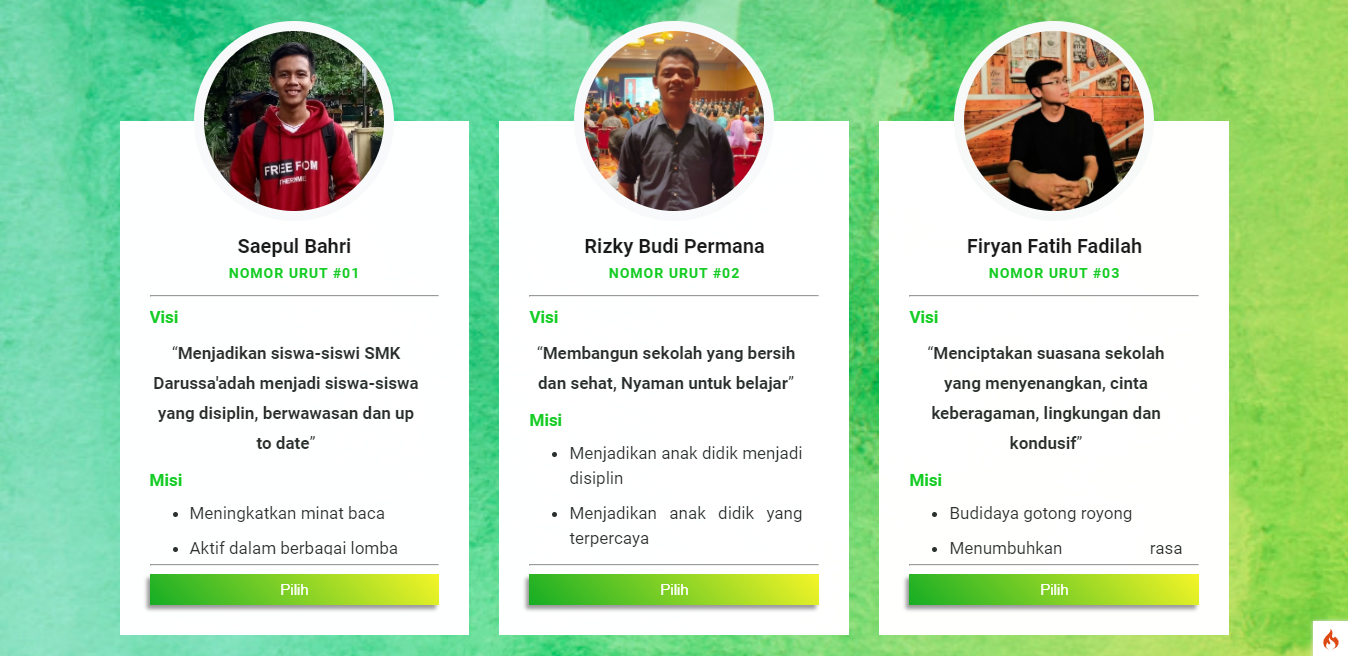 FREE FOM
Saepul Bahri
NOMOR URUT #01
Visi
“Menjadikan siswa-siswi SMK
Darussa'adah menjadi siswa-siswa
yang disiplin, berwawasan dan up
to date”
Misi
• Meningkatkan minat baca
• Aktif dalam berbagai lomba
Pilih
Rizky Budi Permana
NOMOR URUT #02
Visi
“Membangun sekolah yang bersih
dan sehat, Nyaman untuk belajar”
Misi
• Menjadikan anak didik menjadi
disiplin
• Menjadikan anak didik yang
terpercaya
Pilih
Firyan Fatih Fadilah
NOMOR URUT #03
Visi
“Menciptakan suasana sekolah
yang menyenangkan, cinta
keberagaman, lingkungan dan
kondusif”
Misi
• Budidaya gotong royong
• Menumbuhkan rasa
Pilih